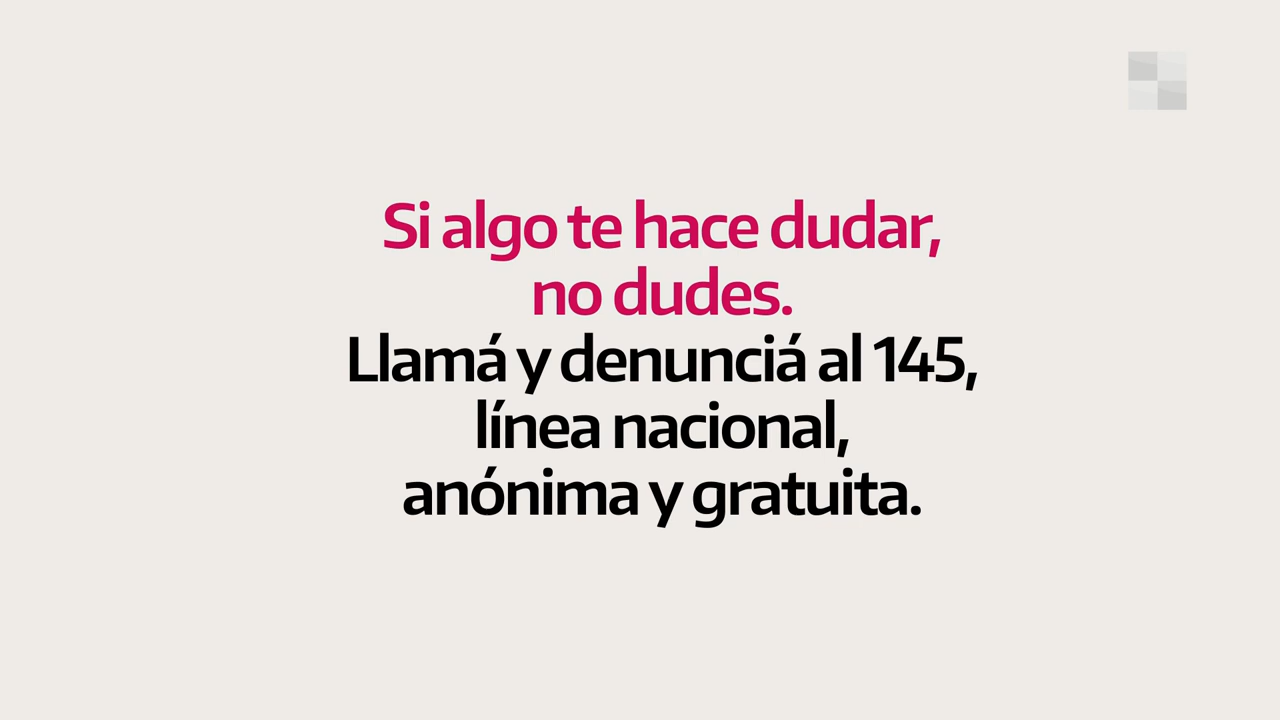 Si algo te hace dudar,
no dudes.
Llamá y denunciá al 145,
línea nacional,
anónima y gratuita.